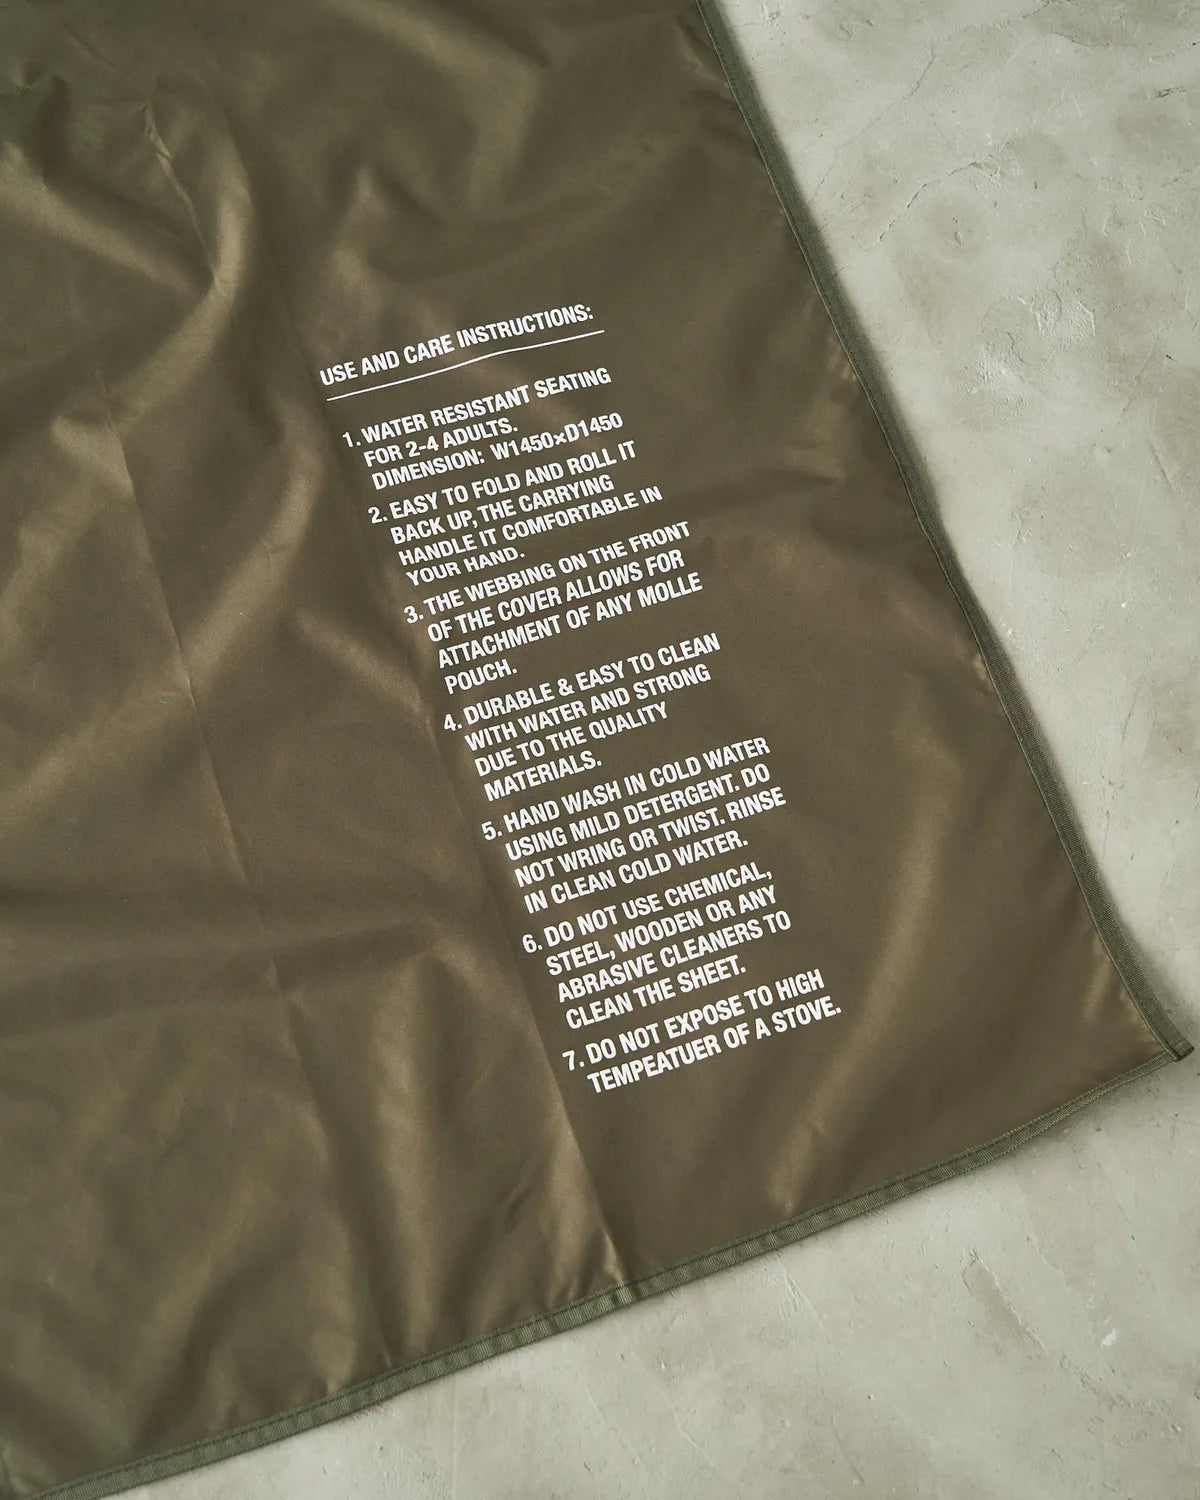 USE AND CARE INSTRUCTIONS:
1. WATER RESISTANT SEATING
FOR 2-4 ADULTS.
DIMENSION: W1450×D1450
2. EASY TO FOLD AND ROLL IT
BACK UP, THE CARRYING
HANDLE IT COMFORTABLE IN
YOUR HAND.
3. THE WEBBING ON THE FRONT
OF THE COVER ALLOWS FOR
ATTACHMENT OF ANY MOLLE
POUCH.
4. DURABLE & EASY TO CLEAN
WITH WATER AND STRONG
DUE TO THE QUALITY
MATERIALS.
5. HAND WASH IN COLD WATER
USING MILD DETERGENT. DO
NOT WRING OR TWIST. RINSE
IN CLEAN COLD WATER.
6. DO NOT USE CHEMICAL,
STEEL, WOODEN OR ANY
ABRASIVE CLEANERS TO
CLEAN THE SHEET.
7. DO NOT EXPOSE TO HIGH
TEMPEATUER OF A STOVE.